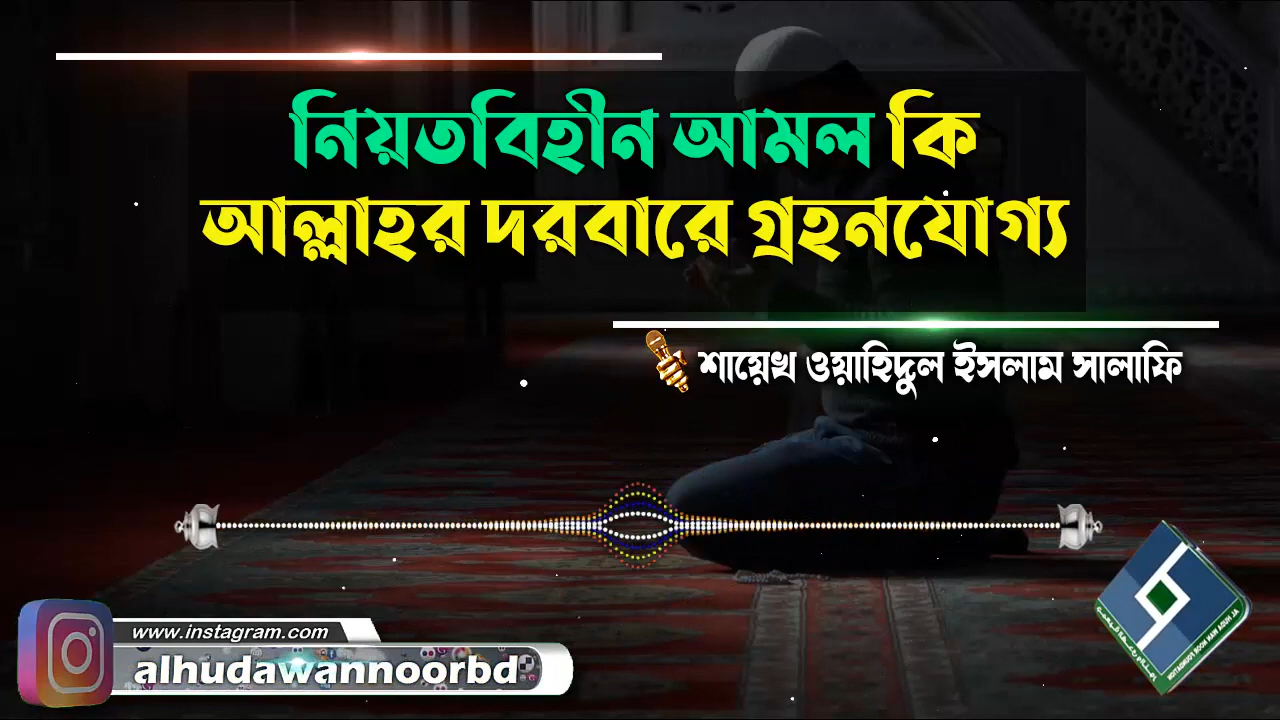 নিয়তবিহীন আমল কি
আল্লাহর দরবারে গ্রহনযোগ্য
শায়েখ ওয়াহিদুল ইসলাম সালাফি
www.instagram.com
alhudawannoorbd